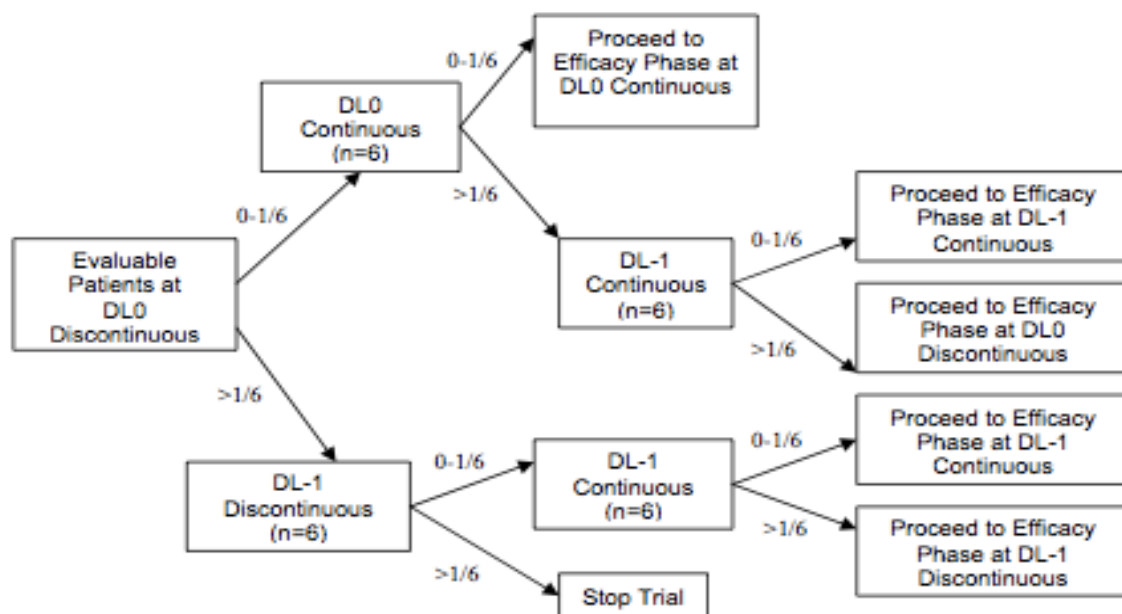 Proceed to
Efficacy Phase at
DL0 Continuous
0-1/6
DL0
Continuous
(n=6)
>1/6
0-1/6
Evaluable
Patients at
DL0
Discontinuous
>1/6
DL-1
Continuous
(n=6)
0-1/6
Proceed to Efficacy
Phase at DL-1
Continuous
>1/6
Proceed to Efficacy
Phase at DL0
Discontinuous
DL-1
Discontinuous
(n=6)
0-1/6
DL-1
Continuous
(n=6)
0-1/6
Proceed to Efficacy
Phase at DL-1
Continuous
>1/6
Proceed to Efficacy
Phase at DL-1
Discontinuous
>1/6
Stop Trial